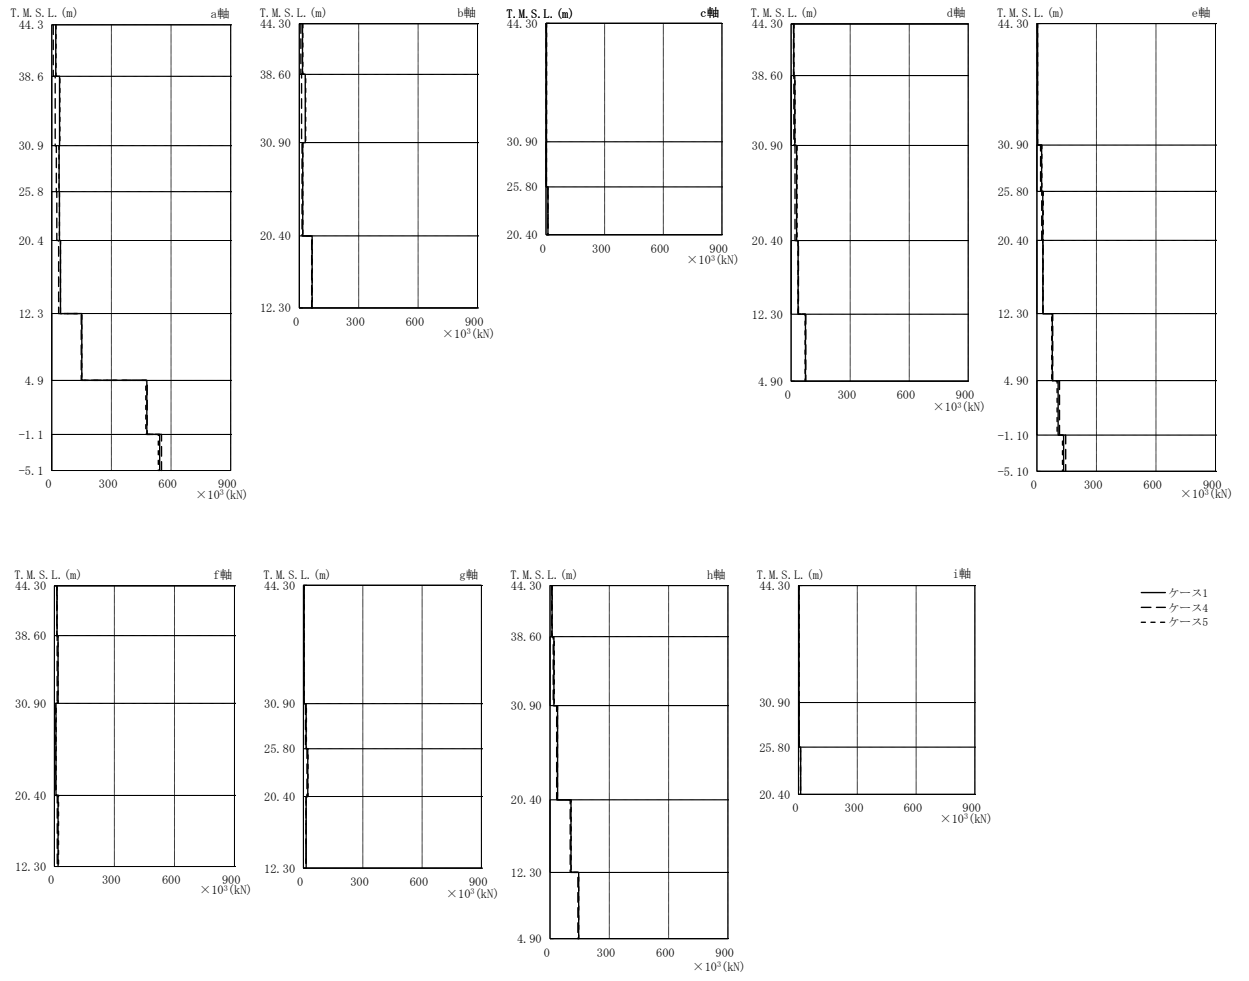 T.M.S.L.(m) a軸
44.3
38.6
30.9
25.8
20.4
12.3
4.9
-1.1
-5.1
0 300 600 900
×10³(kN)
T.M.S.L.(m) b軸
44.30
38.60
30.90
20.40
12.30
0 300 600 900
×10³(kN)
T.M.S.L.(m) c軸
44.30
30.90
25.80
20.40
0 300 600 900
×10³(kN)
T.M.S.L.(m) d軸
44.30
38.60
30.90
20.40
12.30
4.90
0 300 600 900
×10³(kN)
T.M.S.L.(m) e軸
44.30
30.90
25.80
20.40
12.30
4.90
-1.10
-5.10
0 300 600 900
×10³(kN)
T.M.S.L.(m) f軸
44.30
38.60
30.90
20.40
12.30
0 300 600 900
×10³(kN)
T.M.S.L.(m) g軸
44.30
30.90
25.80
20.40
12.30
0 300 600 900
×10³(kN)
T.M.S.L.(m) h軸
44.30
38.60
30.90
20.40
12.30
4.90
0 300 600 900
×10³(kN)
T.M.S.L.(m) i軸
44.30
30.90
25.80
20.40
0 300 600 900
×10³(kN)
ケース1
ケース4
ケース5